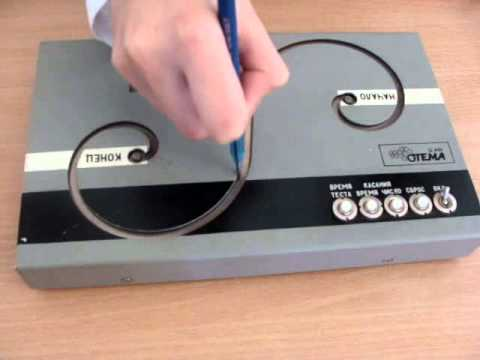 НАЧАЛО
КОНЕЦ
ОТЕМА
ВРЕМЯ ТЕСТА
КАСАНИЯ
ВРЕМЯ ЧИСЛО
СБРОС
ВКЛ